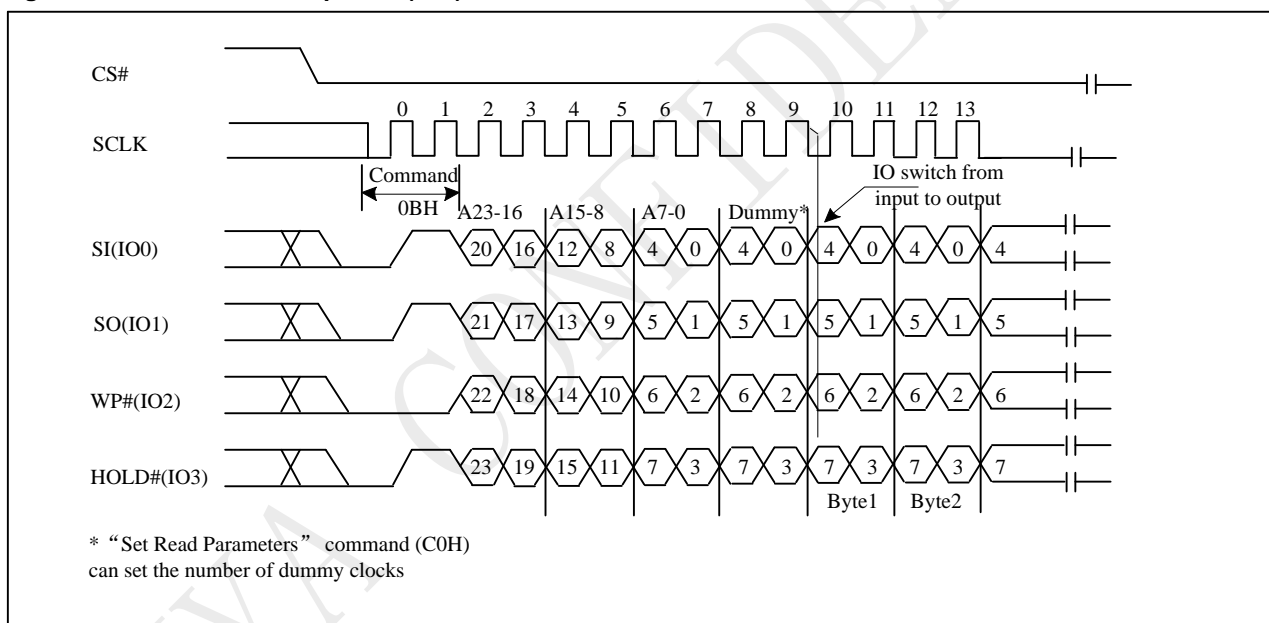 CS#
0 1 2 3 4 5 6 7 8 9 10 11 12 13
SCLK
Command
0BH
IO switch from
input to output
A23-16 A15-8 A7-0 Dummy*
SI(IO0) 20 16 12 8 4 0 4 0 4 0 4 0 4
SO(IO1) 21 17 13 9 5 1 5 1 5 1 5 1 5
WP#(IO2) 22 18 14 10 6 2 6 2 6 2 6 2 6
HOLD#(IO3) 23 19 15 11 7 3 7 3 7 3 7 3 7
Byte1 Byte2
* “Set Read Parameters” command (C0H)
can set the number of dummy clocks